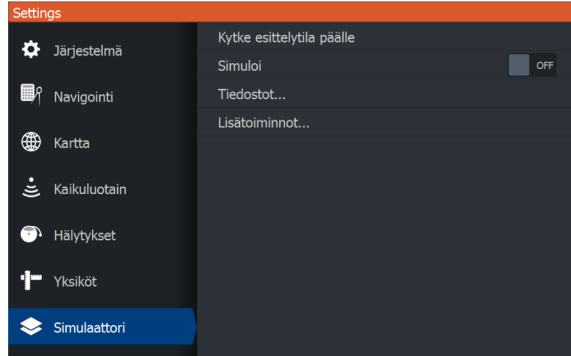 Settings
Järjestelmä
Navigointi
Kartta
Kaikuluotain
Hälytykset
Yksiköt
Simulaattori
Kytke esittelytila päälle
Simuloi
OFF
Tiedostot...
Lisätoiminnot...